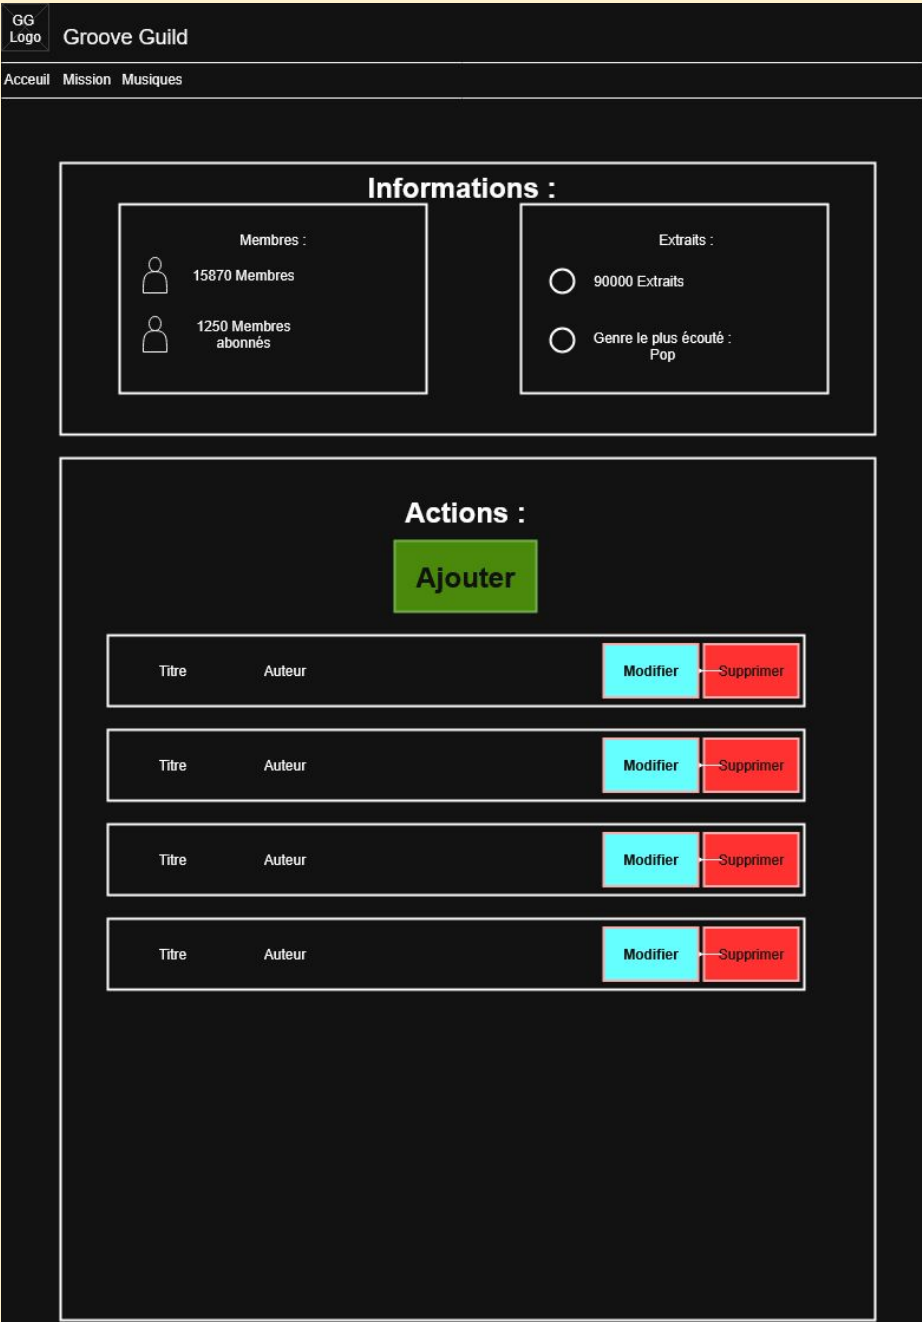 GG
Logo
Groove Guild
Acceuil Mission Musiques
Informations :
Membres :
15870 Membres
1250 Membres
abonnés
Extraits :
90000 Extraits
Genre le plus écouté :
Pop
Actions :
Ajouter
Titre Auteur Modifier Supprimer
Titre Auteur Modifier Supprimer
Titre Auteur Modifier Supprimer
Titre Auteur Modifier Supprimer